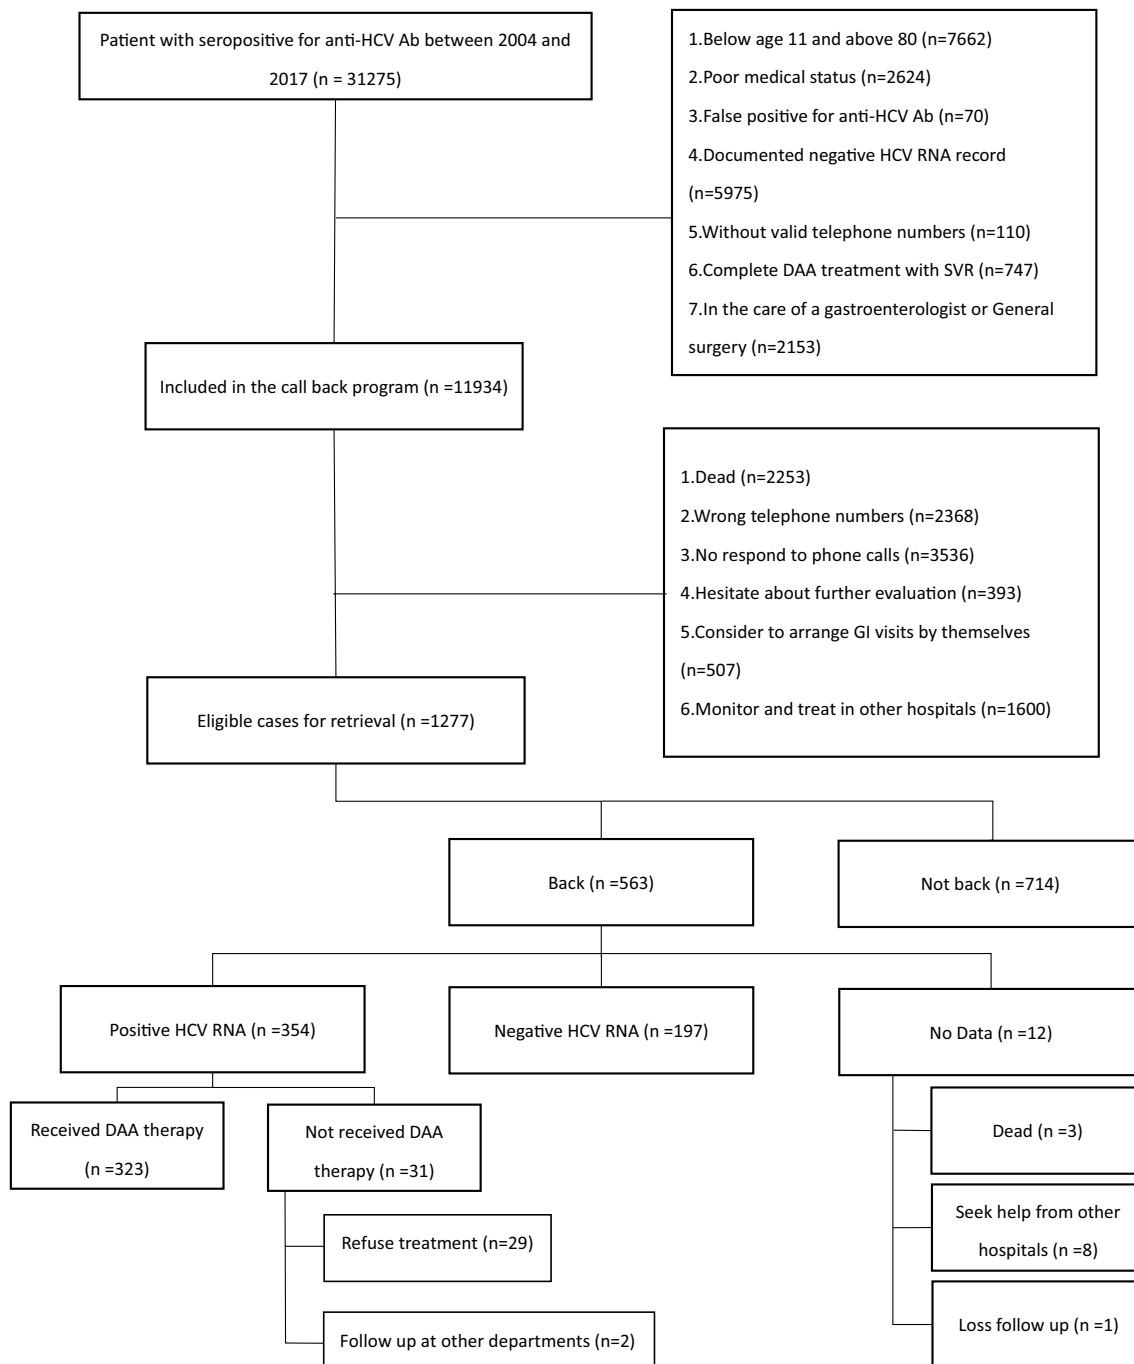 Patient with seropositive for anti-HCV Ab between 2004 and
2017 (n = 31275)
1.Below age 11 and above 80 (n=7662)
2.Poor medical status (n=2624)
3.False positive for anti-HCV Ab (n=70)
4.Documented negative HCV RNA record
(n=5975)
5.Without valid telephone numbers (n=110)
6.Complete DAA treatment with SVR (n=747)
7.In the care of a gastroenterologist or General
surgery (n=2153)
Included in the call back program (n =11934)
1.Dead (n=2253)
2.Wrong telephone numbers (n=2368)
3.No respond to phone calls (n=3536)
4.Hesitate about further evaluation (n=393)
5.Consider to arrange GI visits by themselves
(n=507)
6.Monitor and treat in other hospitals (n=1600)
Eligible cases for retrieval (n =1277)
Back (n =563)
Not back (n =714)
Positive HCV RNA (n =354)
Negative HCV RNA (n =197)
No Data (n =12)
Received DAA therapy
(n =323)
Not received DAA
therapy (n =31)
Dead (n =3)
Refuse treatment (n=29)
Seek help from other
hospitals (n =8)
Follow up at other departments (n=2)
Loss follow up (n =1)